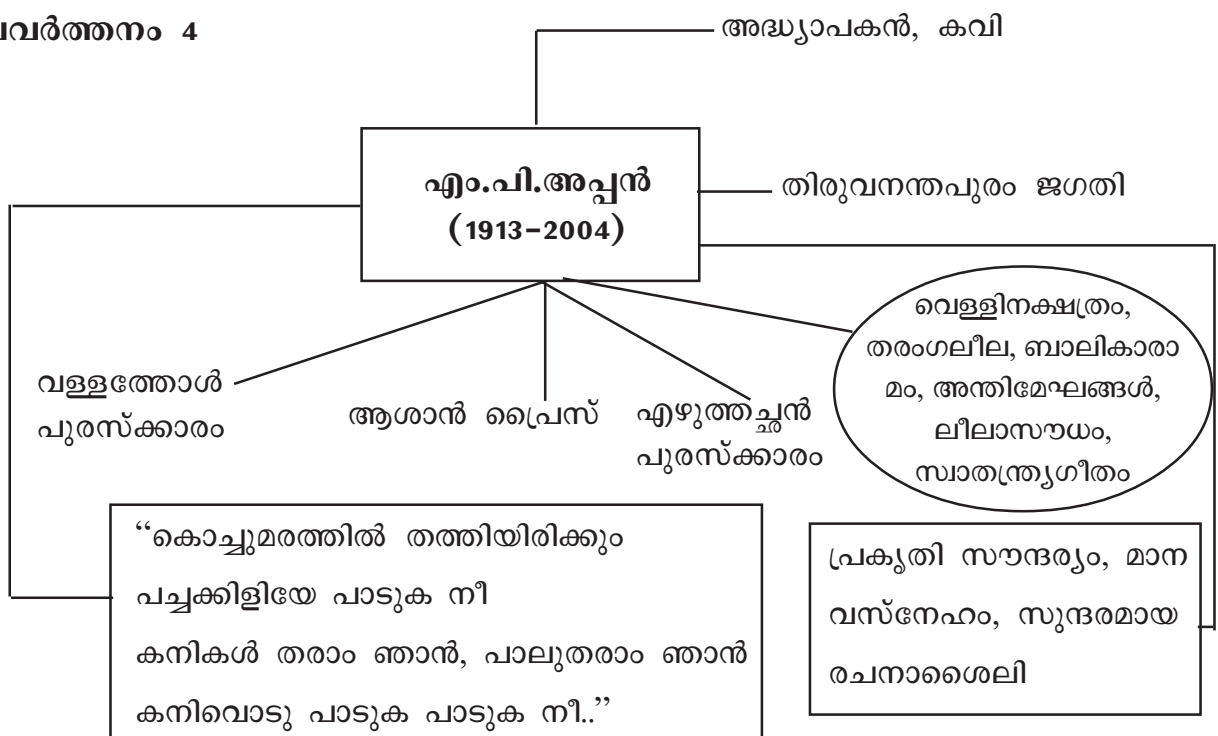 4
അദ്ധ്യാപകൻ, കവി
എം.പി.അപ്പൻ
(1913-2004)
തിരുവനന്തപുരം ജഗതി
വെള്ളിനക്ഷത്രം,
തരംഗലീല, ബാലികാരാ
മം, അന്തിമേഘങ്ങൾ,
ലീലാസൗധം,
സ്വാതന്ത്ര്യഗീതം
വള്ളത്തോൾ
പുരസ്ക്കാരം
ആശാൻ പ്രൈസ്
എഴുത്തച്ഛൻ
പുരസ്ക്കാരം
“കൊച്ചുമരത്തിൽ തത്തിയിരിക്കും
പച്ചക്കിളിയേ പാടുക നീ
കനികൾ തരാം ഞാൻ, പാലുതരാം ഞാൻ
കനിവൊടു പാടുക പാടുക നീ..”
പ്രകൃതി സൗന്ദര്യം, മാന
വസ്നേഹം, സുന്ദരമായ
രചനാശൈലി